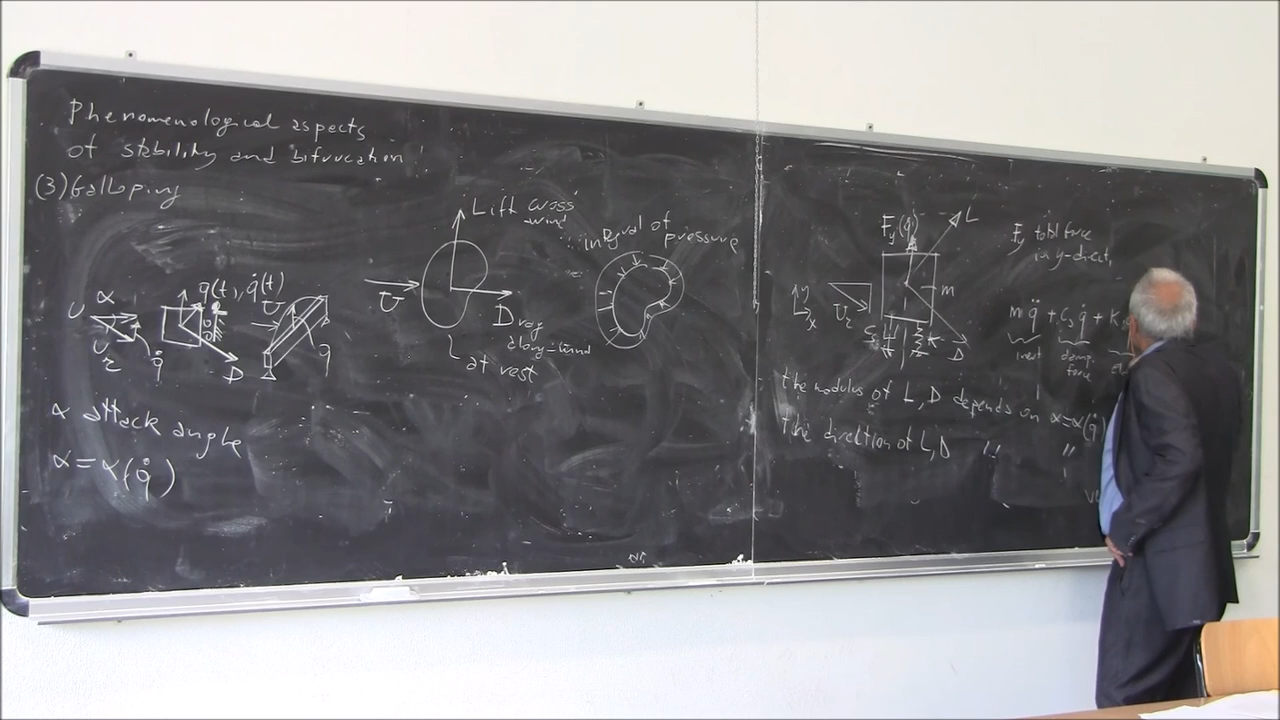 Phenomenological aspects
of stability and bifurcation
(3) Galloping
U α
q(t), q̇(t)
U
U r
q̇
D
q
α attack angle
α = α(q̇)
Lift cross
wind
U
Drag
along-wind
at rest
integral of
pressure
F_y(q̇) L
y
x
U_r
m
D
F_y total force
in y-direct.
m q̈ + c_s q̇ + K
inert damp.
force
the modulus of L, D depends on α=α(q̇)
The direction of L, D " "